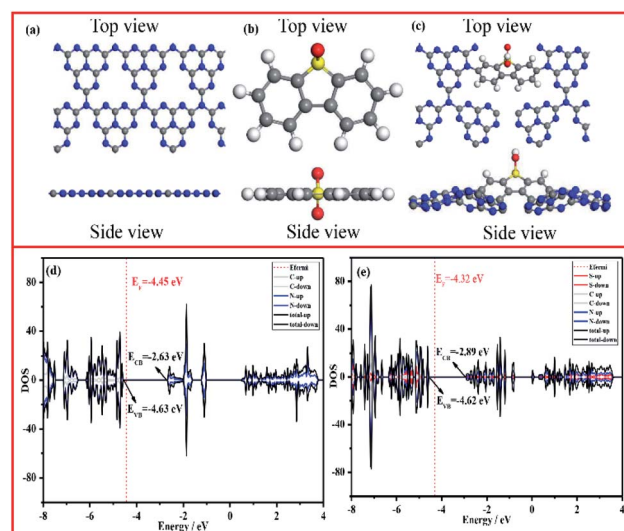 (a) Top view
Side view
(b) Top view
Side view
(c) Top view
Side view
(d)
E_F=-4.45 eV
Efermi
C-up
C-down
N-up
N-down
total-up
total-down
E_CB=-2,63 eV
E_VB=-4.63 eV
DOS
80
40
0
-40
-80
-8 -6 -4 -2 0 2 4
Energy / eV
(e)
E_F=-4.32 eV
Efermi
S-up
S-down
C-up
C-down
N-up
N-down
total-up
total-down
E_CB=-2,89 eV
E_VB=-4.62 eV
DOS
80
40
0
-40
-80
-8 -6 -4 -2 0 2 4
Energy / eV